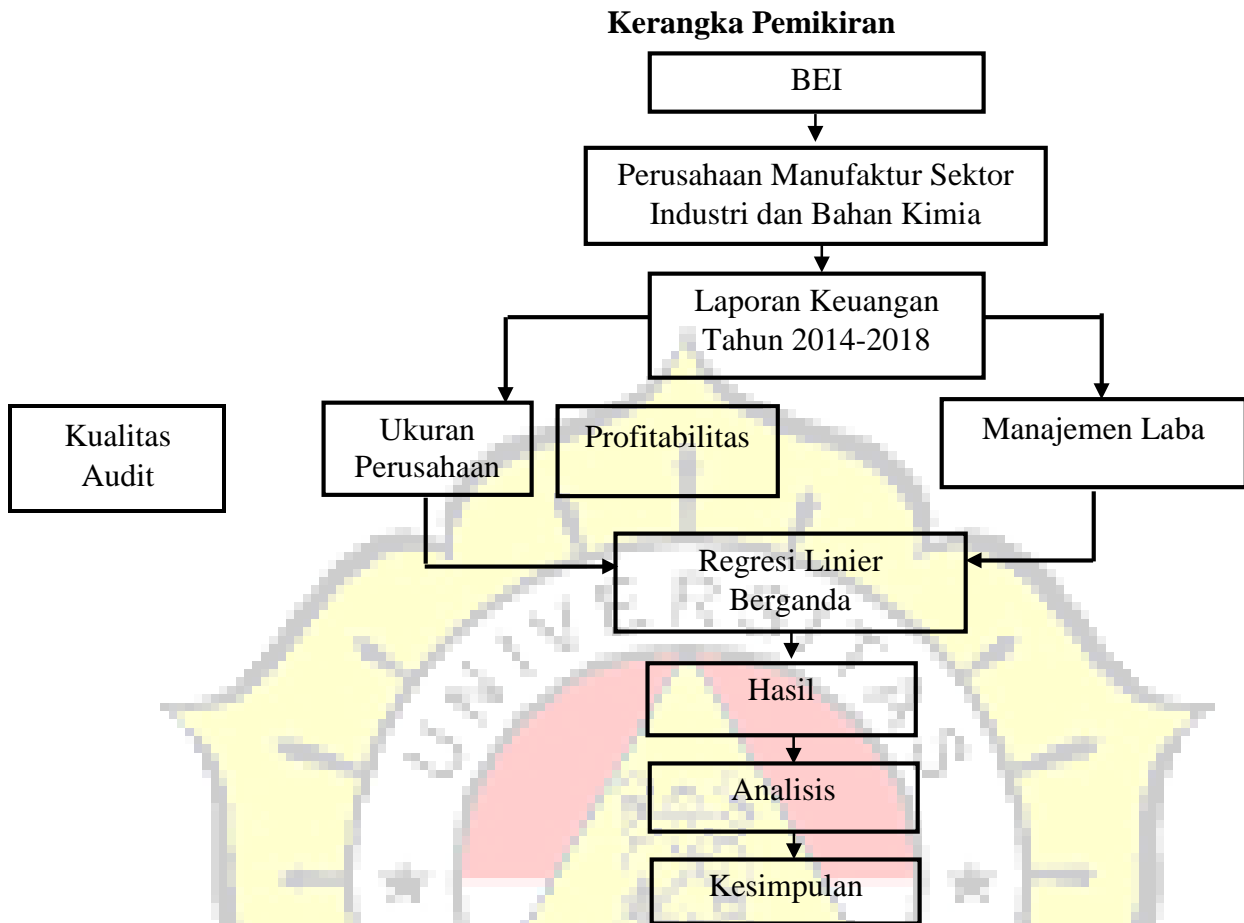 Kerangka Pemikiran
BEI
Perusahaan Manufaktur Sektor
Industri dan Bahan Kimia
Laporan Keuangan
Tahun 2014-2018
Kualitas
Audit
Ukuran
Perusahaan
Profitabilitas
Manajemen Laba
Regresi Linier
Berganda
UNIVERSITAS
Hasil
Analisis
Kesimpulan